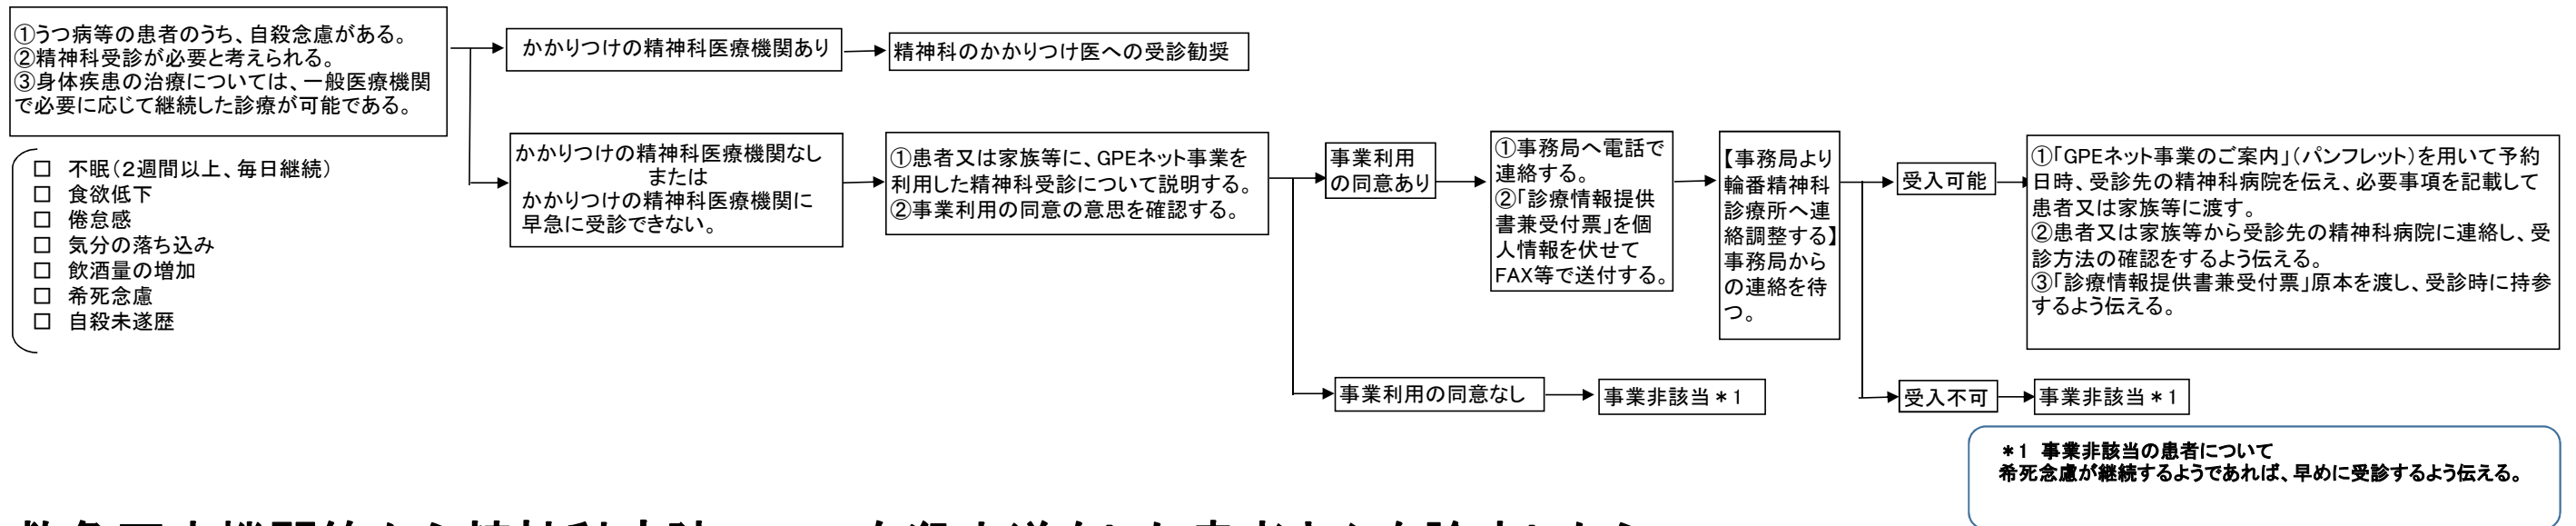 ①うつ病等の患者のうち、自殺念慮がある。
②精神科受診が必要と考えられる。
③身体疾患の治療については、一般医療機関
で必要に応じて継続した診療が可能である。
□ 不眠（２週間以上、毎日継続）
□ 食欲低下
□ 倦怠感
□ 気分の落ち込み
□ 飲酒量の増加
□ 希死念慮
□ 自殺未遂歴
かかりつけの精神科医療機関あり
精神科のかかりつけ医への受診勧奨
かかりつけの精神科医療機関なし
または
かかりつけの精神科医療機関に
早急に受診できない。
①患者又は家族等に、GPEネット事業を
利用した精神科受診について説明する。
②事業利用の同意の意思を確認する。
事業利用
の同意あり
①事務局へ電話で
連絡する。
②「診療情報提供
書兼受付票」を個
人情報を伏せて
FAX等で送付する。
【事務局より
輪番精神科
診療所へ連
絡調整する】
事務局から
の連絡を待
つ。
受入可能
①「GPEネット事業のご案内」（パンフレット）を用いて予約
日時、受診先の精神科病院を伝え、必要事項を記載して
患者又は家族等に渡す。
②患者又は家族等から受診先の精神科病院に連絡し、受
診方法の確認をするよう伝える。
③「診療情報提供書兼受付票」原本を渡し、受診時に持参
するよう伝える。
事業利用の同意なし
事業非該当＊1
受入不可
事業非該当＊1
＊1 事業非該当の患者について
希死念慮が継続するようであれば、早めに受診するよう伝える。